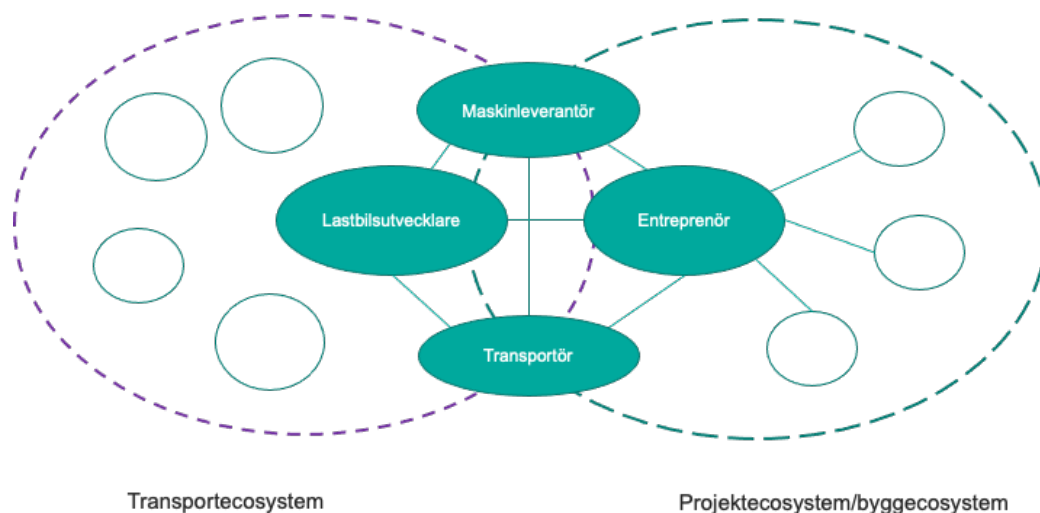 Maskinleverantör
Lastbilsutvecklare
Entreprenör
Transportör
Transportecosystem
Projektecosystem/byggecosystem